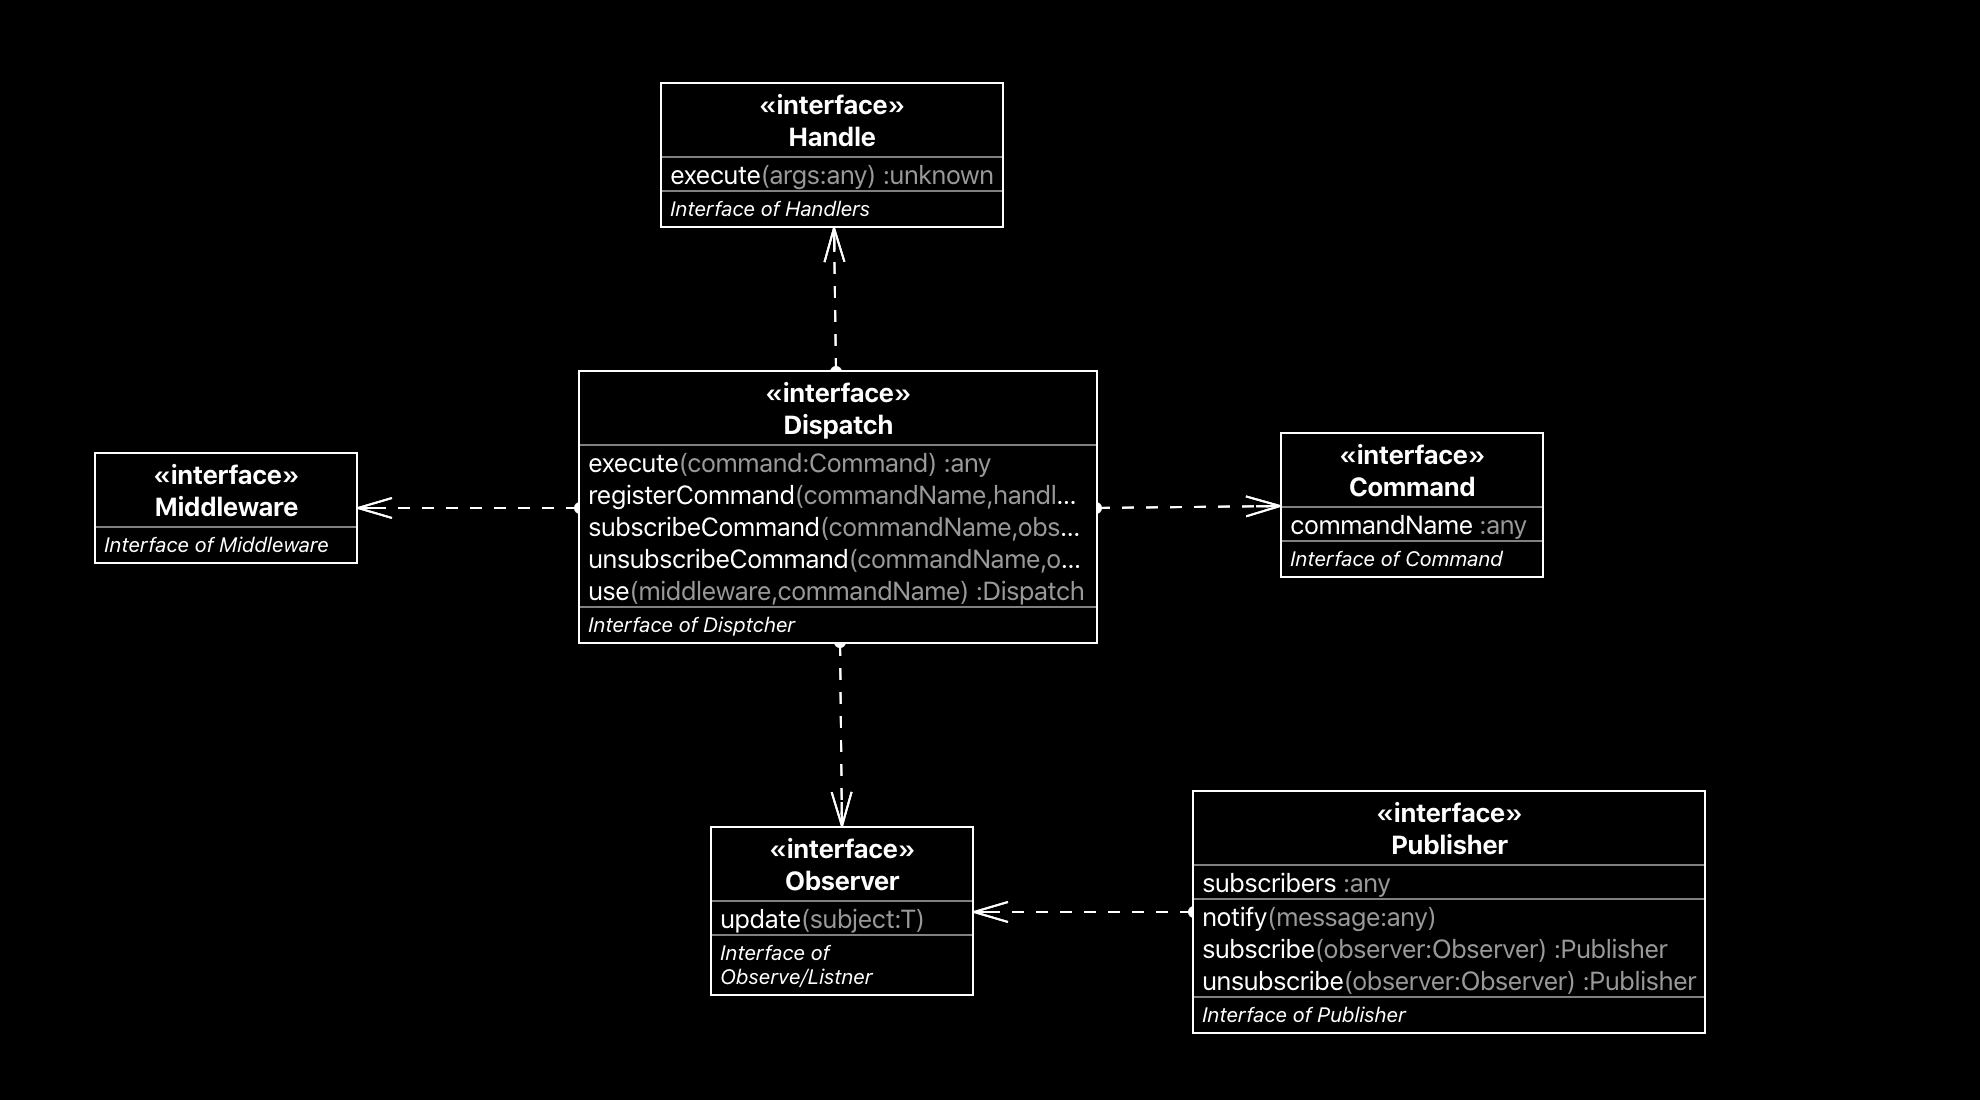 «interface»
Handle
execute(args:any) :unknown
Interface of Handlers
«interface»
Dispatch
execute(command:Command) :any
registerCommand(commandName,handl...
subscribeCommand(commandName,obs...
unsubscribeCommand(commandName,o...
use(middleware,commandName) :Dispatch
Interface of Disptcher
«interface»
Middleware
Interface of Middleware
«interface»
Command
commandName :any
Interface of Command
«interface»
Observer
update(subject:T)
Interface of
Observe/Listner
«interface»
Publisher
subscribers :any
notify(message:any)
subscribe(observer:Observer) :Publisher
unsubscribe(observer:Observer) :Publisher
Interface of Publisher